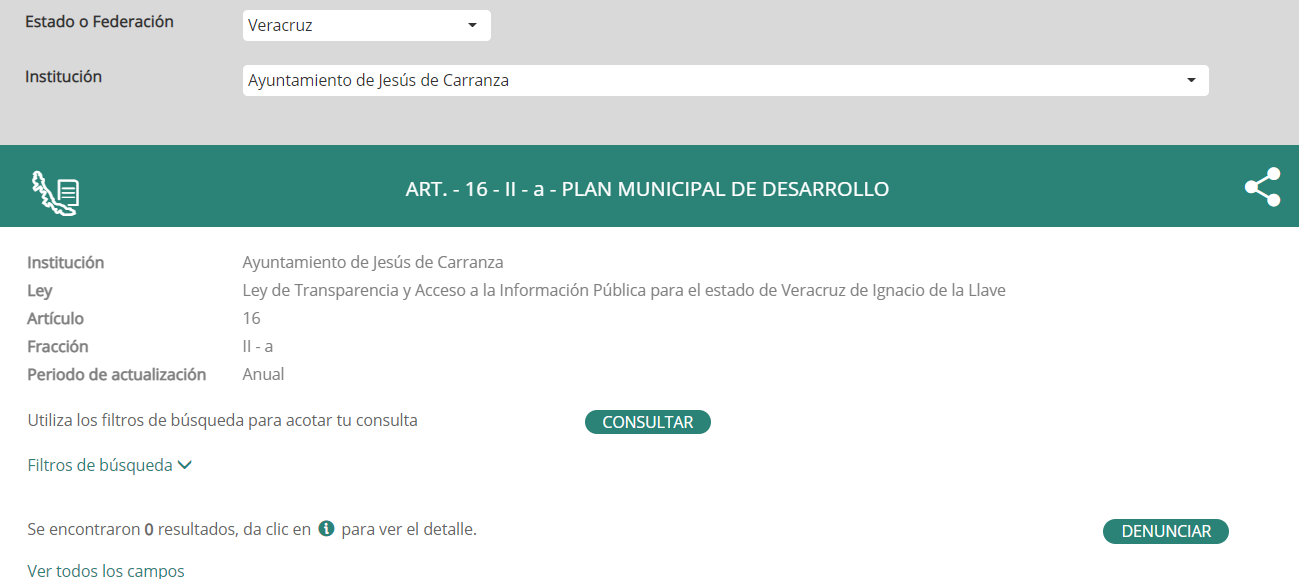 Estado o Federación Veracruz
Institución Ayuntamiento de Jesús de Carranza
ART. - 16 - II - a - PLAN MUNICIPAL DE DESARROLLO
Institución Ayuntamiento de Jesús de Carranza
Ley Ley de Transparencia y Acceso a la Información Pública para el estado de Veracruz de Ignacio de la Llave
Artículo 16
Fracción II - a
Periodo de actualización Anual
Utiliza los filtros de búsqueda para acotar tu consulta CONSULTAR
Filtros de búsqueda
Se encontraron 0 resultados, da clic en i para ver el detalle. DENUNCIAR
Ver todos los campos